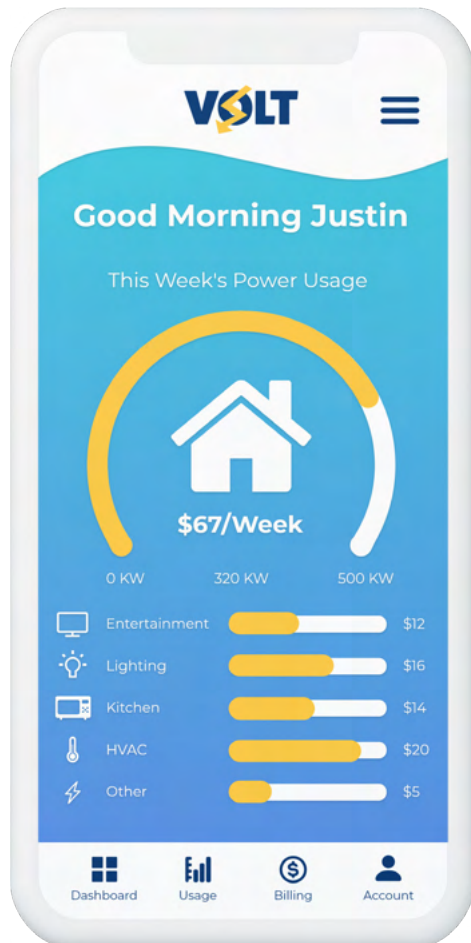 VOLT
Good Morning Justin
This Week's Power Usage
$67/Week
0 KW 320 KW 500 KW
Entertainment $12
Lighting $16
Kitchen $14
HVAC $20
Other $5
Dashboard Usage Billing Account